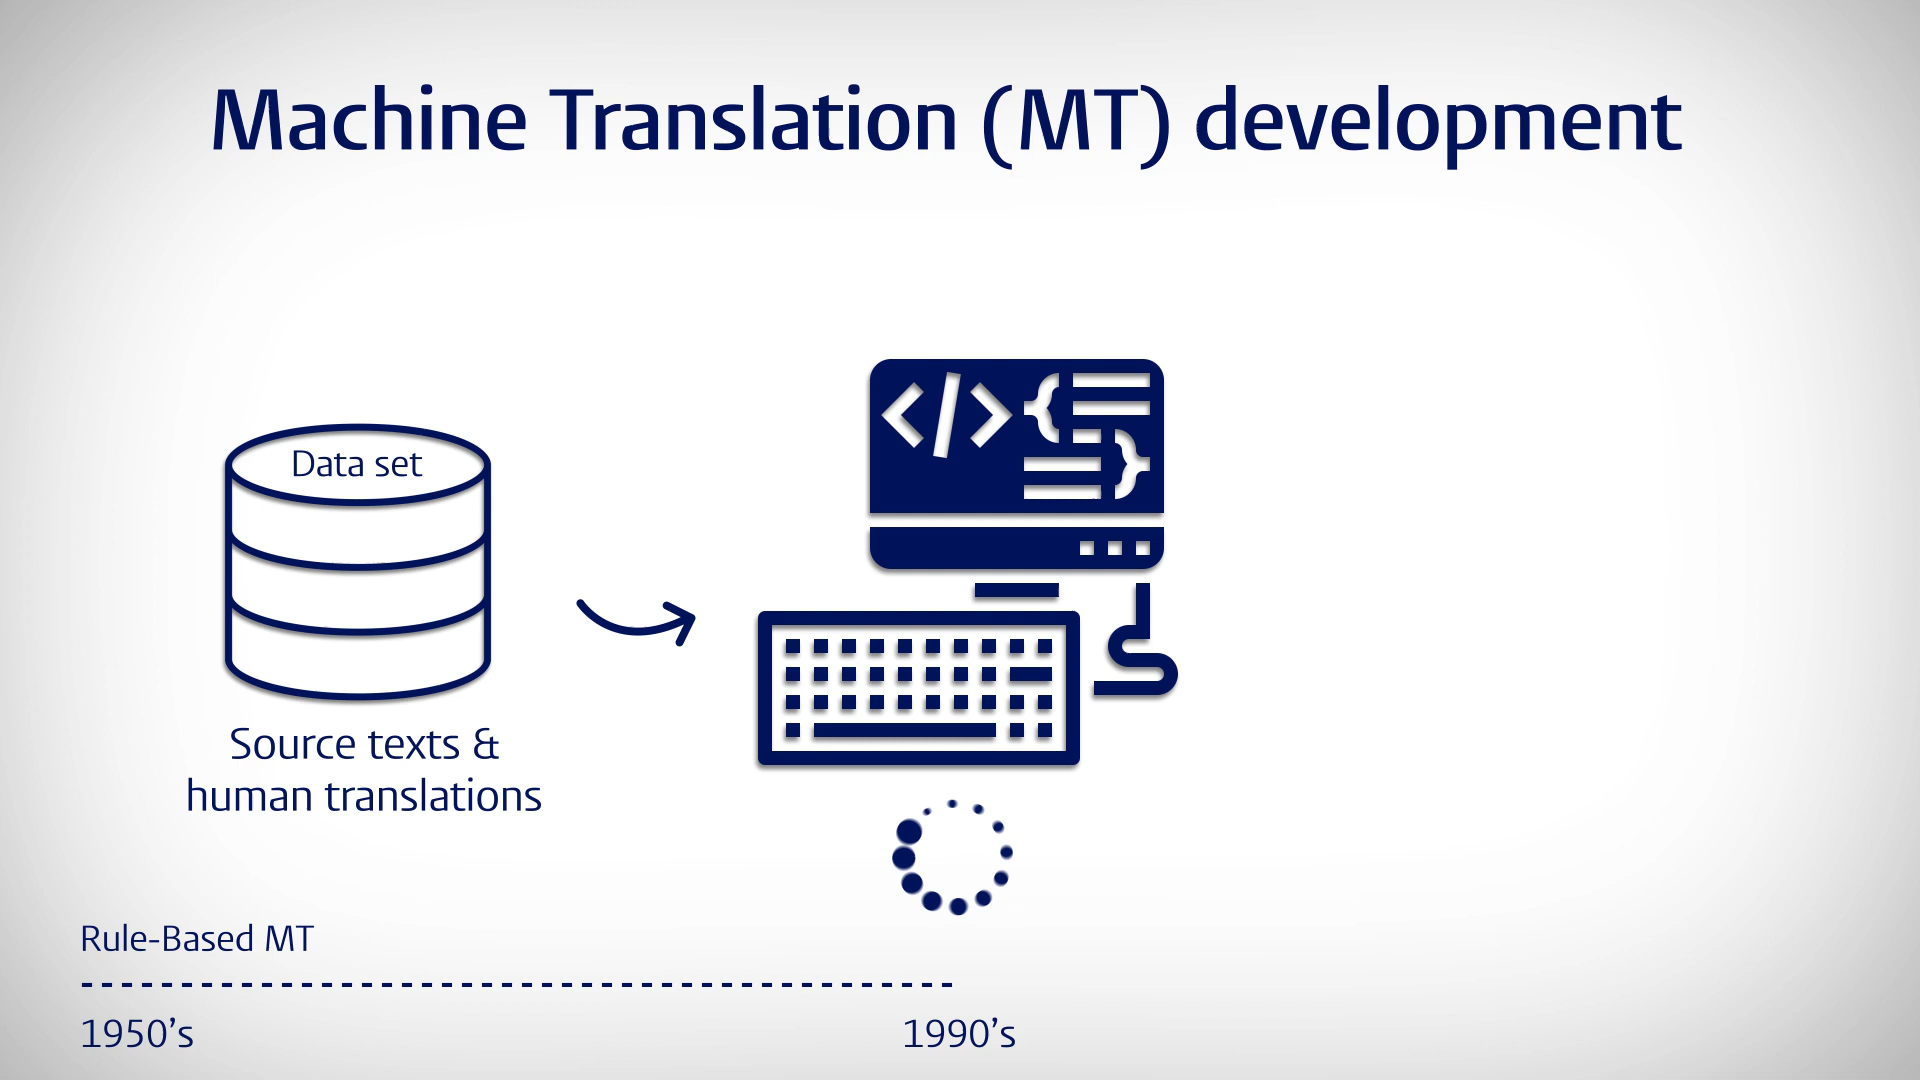 Machine Translation (MT) development
Data set
Source texts &
human translations
Rule-Based MT
1950's
1990's